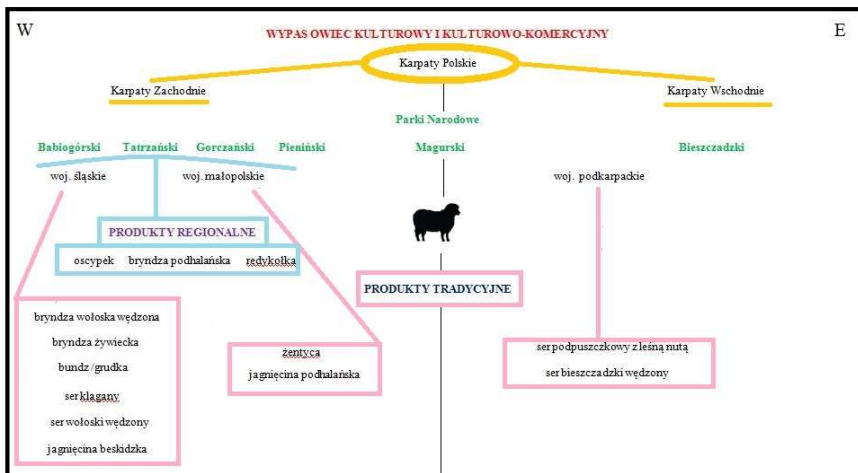 W
E
WYPAS OWIEC KULTUROWY I KULTUROWO-KOMERCYJNY
Karpaty Polskie
Karpaty Zachodnie
Karpaty Wschodnie
Parki Narodowe
Babiogórski Tatrzański Gorczański Pieniński Magurski Bieszczadzki
woj. śląskie woj. małopolskie woj. podkarpackie
PRODUKTY REGIONALNE
oscypek bryndza podhalańska redykołka
PRODUKTY TRADYCYJNE
bryndza wołoska wędzona
bryndza żywiecka
bundz /grudka
ser klagany
ser wołoski wędzony
jagnięcina beskidzka
żentyca
jagnięcina podhalańska
ser podpuszczkowy z leśną nutą
ser bieszczadzki wędzony